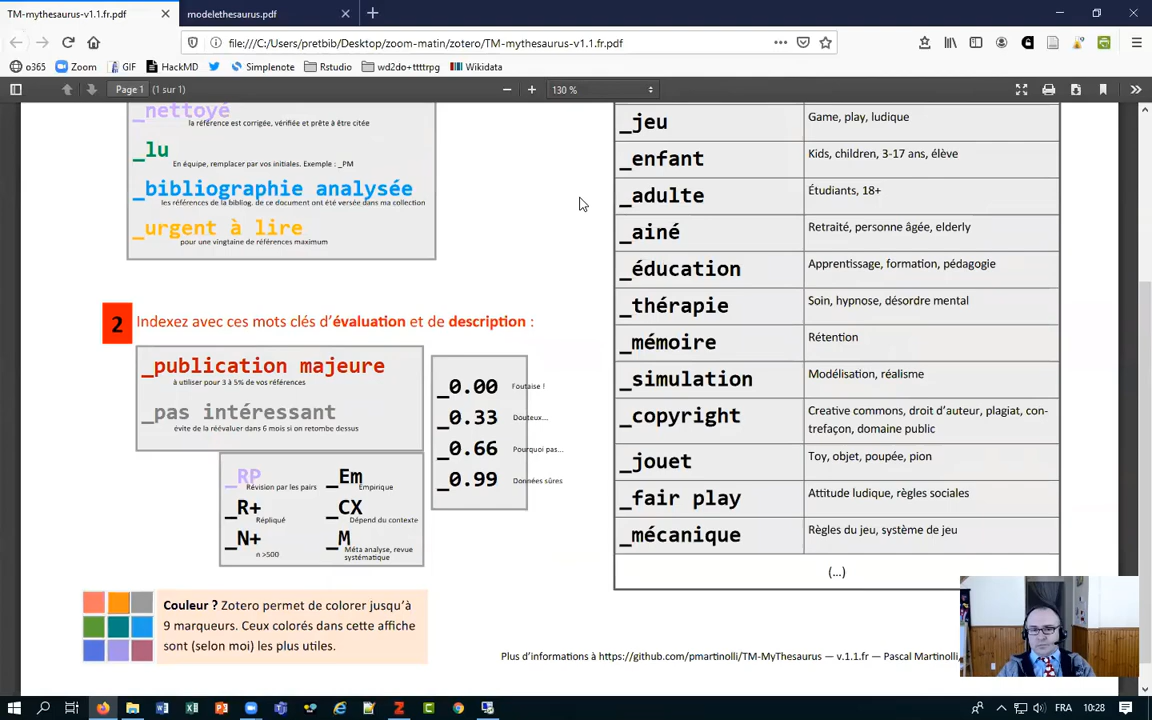 TM-mythesaurus-v1.1.fr.pdf
modelethesaurus.pdf
file:///C:/Users/pretbib/Desktop/zoom-matin/zotero/TM-mythesaurus-v1.1.fr.pdf
o365
Zoom
GIF
HackMD
Simplenote
Rstudio
wd2do+ttttrpg
Wikidata
Page 1 (1 sur 1)
130 %
_nettoyé
la référence est corrigée, vérifiée et prête à être citée
_lu
En équipe, remplacer par vos initiales. Exemple : _PM
_bibliographie analysée
les références de la bibliog. de ce document ont été versée dans ma collection
_urgent à lire
pour une vingtaine de références maximum
2 Indexez avec ces mots clés d'évaluation et de description :
_publication majeure
à utiliser pour 3 à 5% de vos références
_pas intéressant
évite de la réévaluer dans 6 mois si on retombe dessus
_0.00 Foutaise !
_0.33 Douteux...
_0.66 Pourquoi pas...
_0.99 Données sûres
_RP
Révision par les pairs
_Em
Empirique
_R+
Répliqué
_CX
Dépend du contexte
_N+
n >500
_M
Méta analyse, revue
systématique
Couleur ? Zotero permet de colorer jusqu'à
9 marqueurs. Ceux colorés dans cette affiche
sont (selon moi) les plus utiles.
_jeu Game, play, ludique
_enfant Kids, children, 3-17 ans, élève
_adulte Étudiants, 18+
_ainé Retraité, personne âgée, elderly
_éducation Apprentissage, formation, pédagogie
_thérapie Soin, hypnose, désordre mental
_mémoire Rétention
_simulation Modélisation, réalisme
_copyright Creative commons, droit d'auteur, plagiat, con-
trefaçon, domaine public
_jouet Toy, objet, poupée, pion
_fair play Attitude ludique, règles sociales
_mécanique Règles du jeu, système de jeu
(...)
Plus d'informations à https://github.com/pmartinolli/TM-MyThesaurus — v.1.1.fr — Pascal Martinolli
FRA
10:28